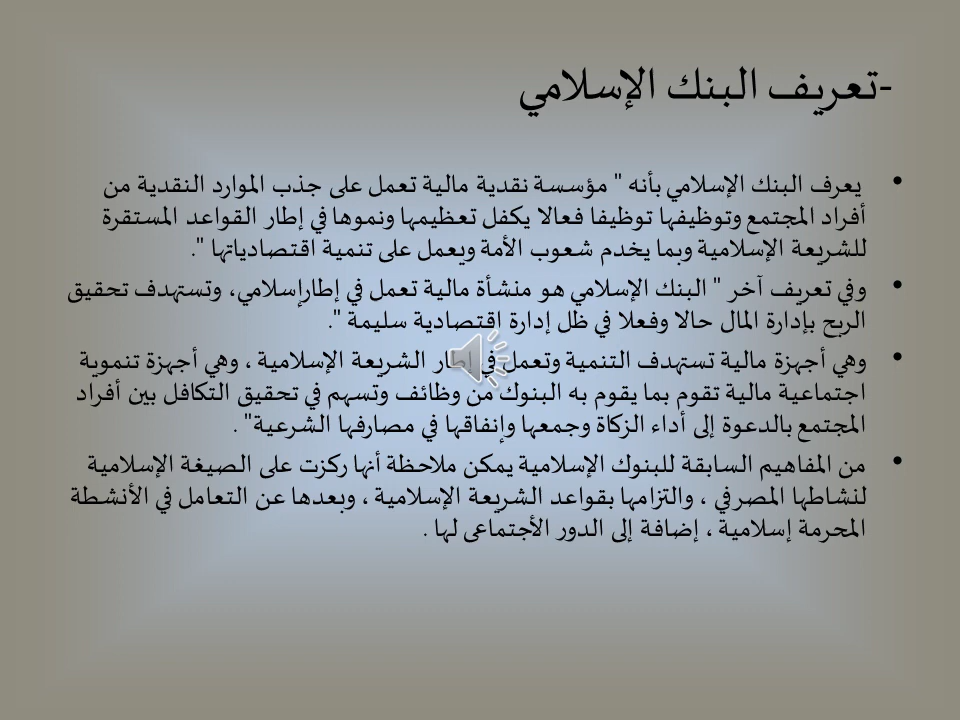 -تعريف البنك الإسلامي
• يعرف البنك الإسلامي بأنه " مؤسسة نقدية مالية تعمل على جذب الموارد النقدية من
أفراد المجتمع وتوظيفها توظيفا فعالا يكفل تعظيمها ونموها في إطار القواعد المستقرة
للشريعة الإسلامية وبما يخدم شعوب الأمة ويعمل على تنمية اقتصادياتها ".
• وفي تعريف آخر " البنك الإسلامي هو منشأة مالية تعمل في إطارإسلامي، وتستهدف تحقيق
الربح بإدارة المال حالا وفعلا في ظل إدارة اقتصادية سليمة ".
• وهي أجهزة مالية تستهدف التنمية وتعمل في اطار الشريعة الإسلامية ، وهي أجهزة تنموية
اجتماعية مالية تقوم بما يقوم به البنوك من وظائف وتسهم في تحقيق التكافل بين أفراد
المجتمع بالدعوة إلى أداء الزكاة وجمعها وإنفاقها في مصارفها الشرعية" .
• من المفاهيم السابقة للبنوك الإسلامية يمكن ملاحظة أنها ركزت على الصيغة الإسلامية
لنشاطها المصرفي ، والتزامها بقواعد الشريعة الإسلامية ، وبعدها عن التعامل في الأنشطة
المحرمة إسلامية ، إضافة إلى الدور الأجتماعى لها .